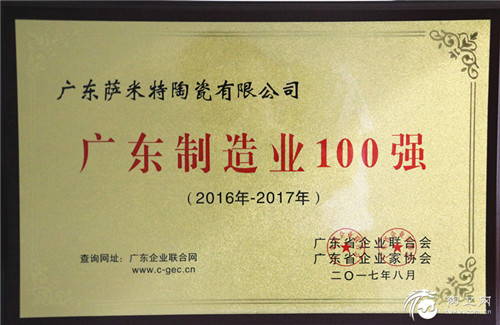 广东萨米特陶瓷有限公司
广东制造业100强
(2016年-2017年)
查询网址：广东企业联合网
www.c-gec.cn
广东省企业联合会
广东省企业家协会
二〇一七年八月